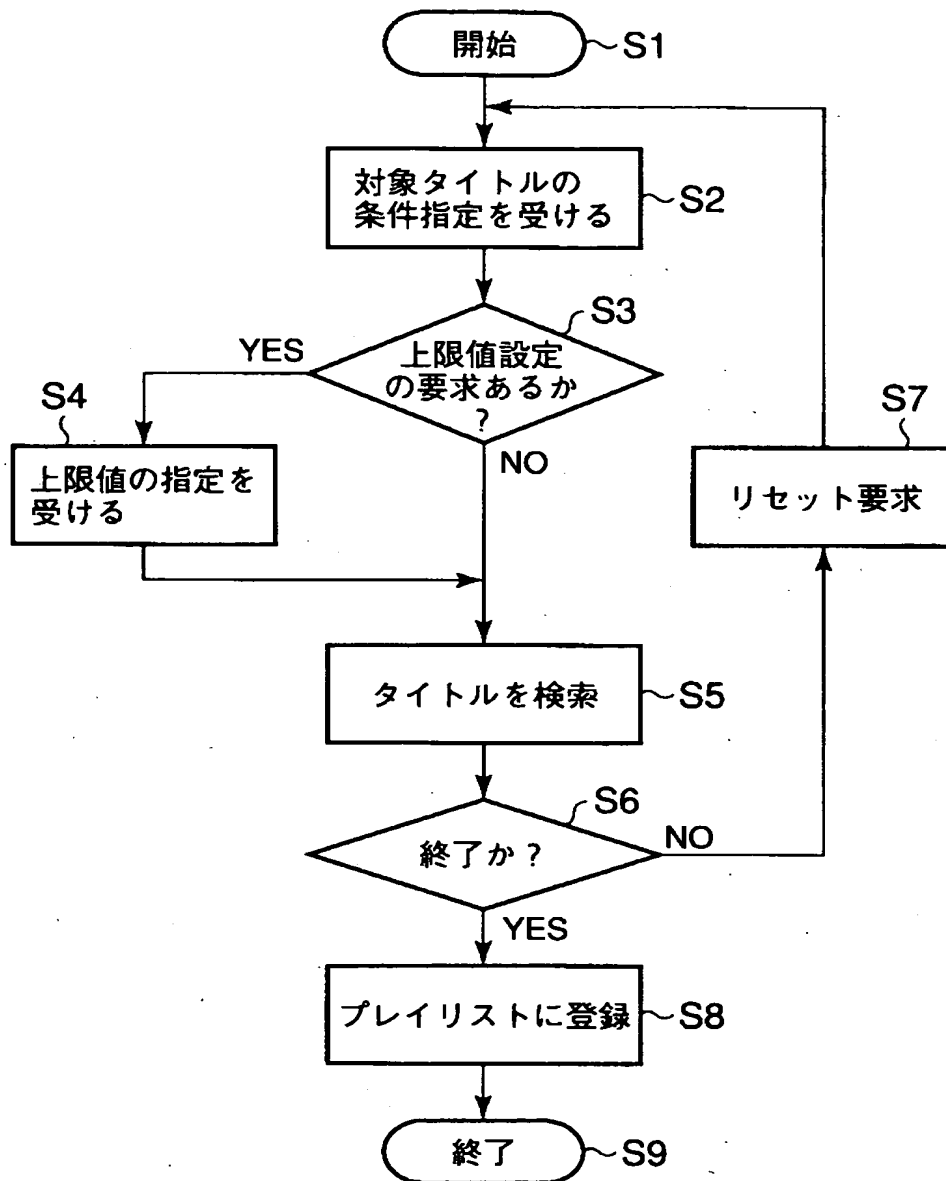 開始
S1
対象タイトルの
条件指定を受ける
S2
S3
上限値設定
の要求あるか
?
YES
NO
S4
上限値の指定を
受ける
S7
リセット要求
タイトルを検索
S5
S6
終了か?
NO
YES
プレイリストに登録
S8
終了
S9